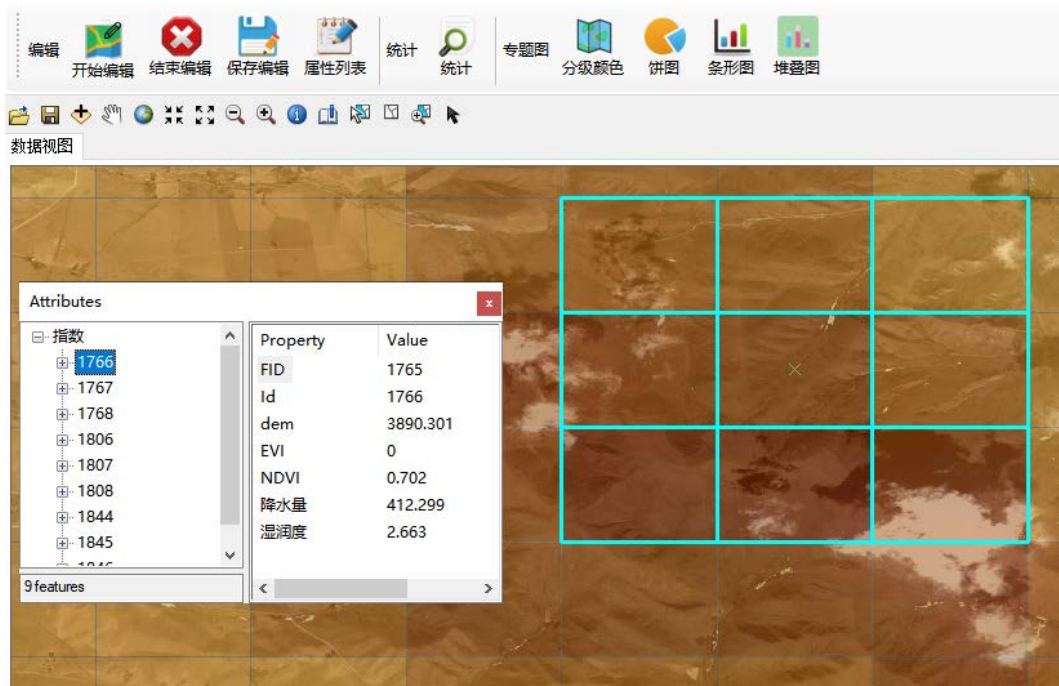 编辑
开始编辑 结束编辑 保存编辑 属性列表
统计
统计
专题图
分级颜色 饼图 条形图 堆叠图
数据视图
Attributes
x
指数
1766
1767
1768
1806
1807
1808
1844
1845
9 features
Property Value
FID 1765
Id 1766
dem 3890.301
EVI 0
NDVI 0.702
降水量 412.299
湿润度 2.663